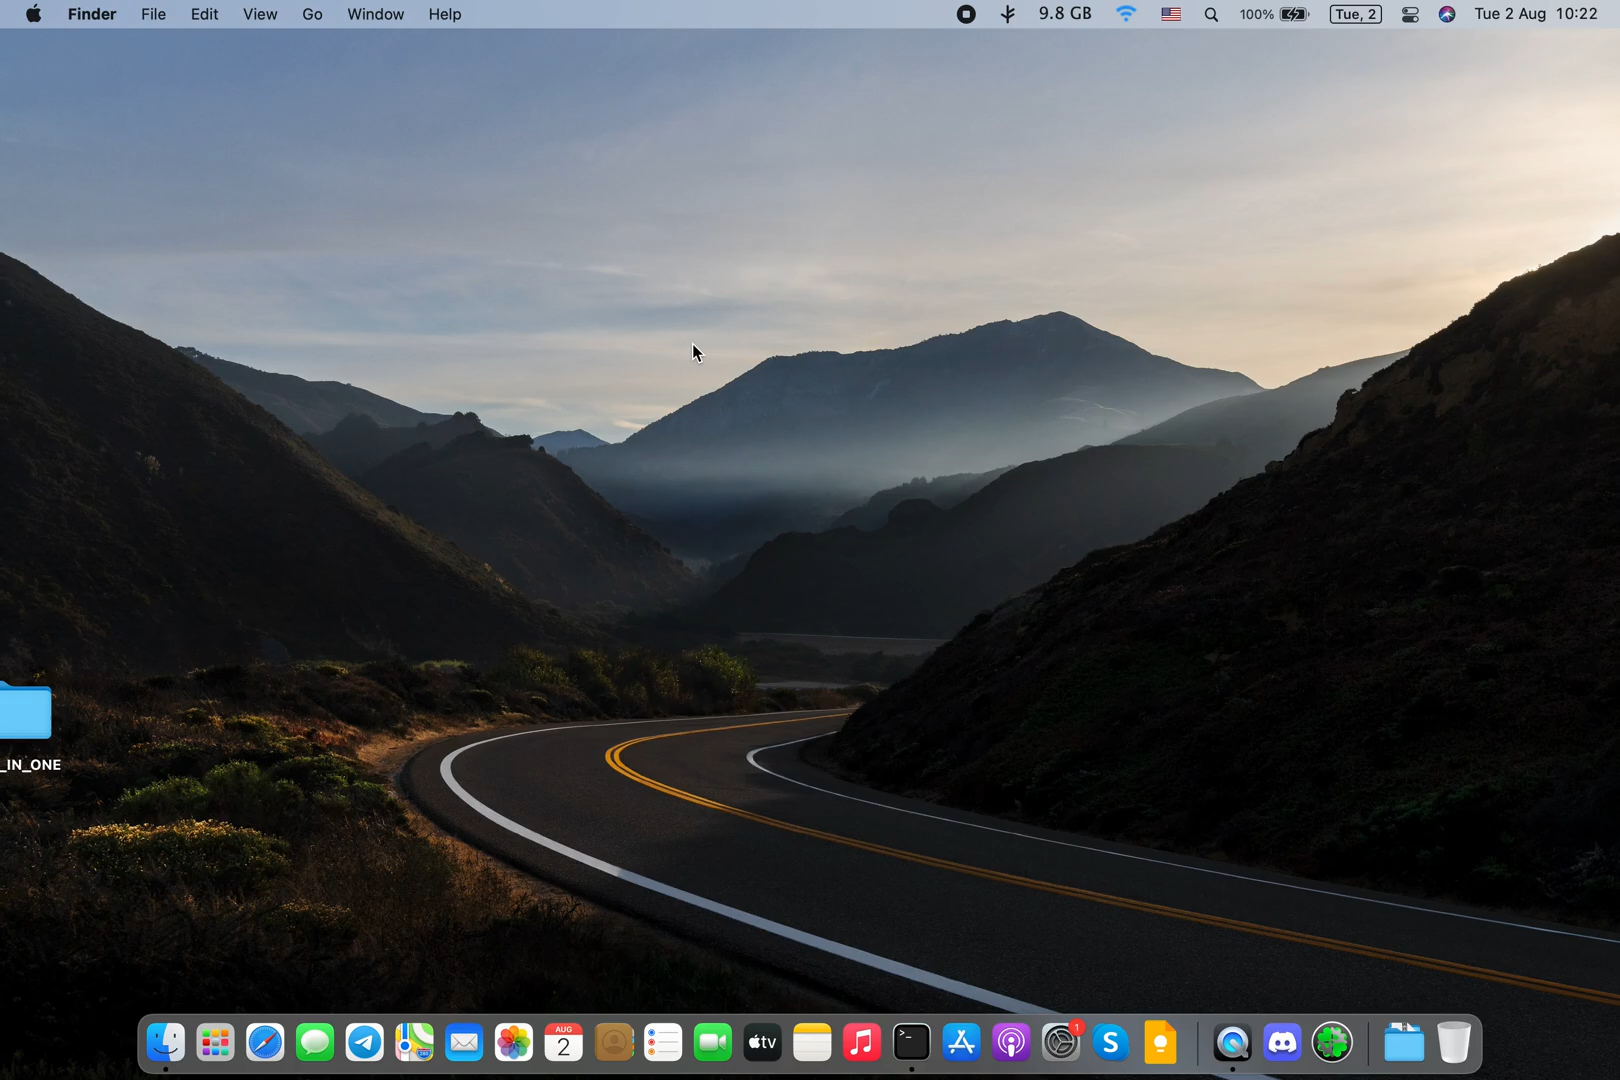 Finder File Edit View Go Window Help 9.8 GB 100% Tue, 2 Tue 2 Aug 10:22
_IN_ONE
AUG
2
tv
>_
1
S